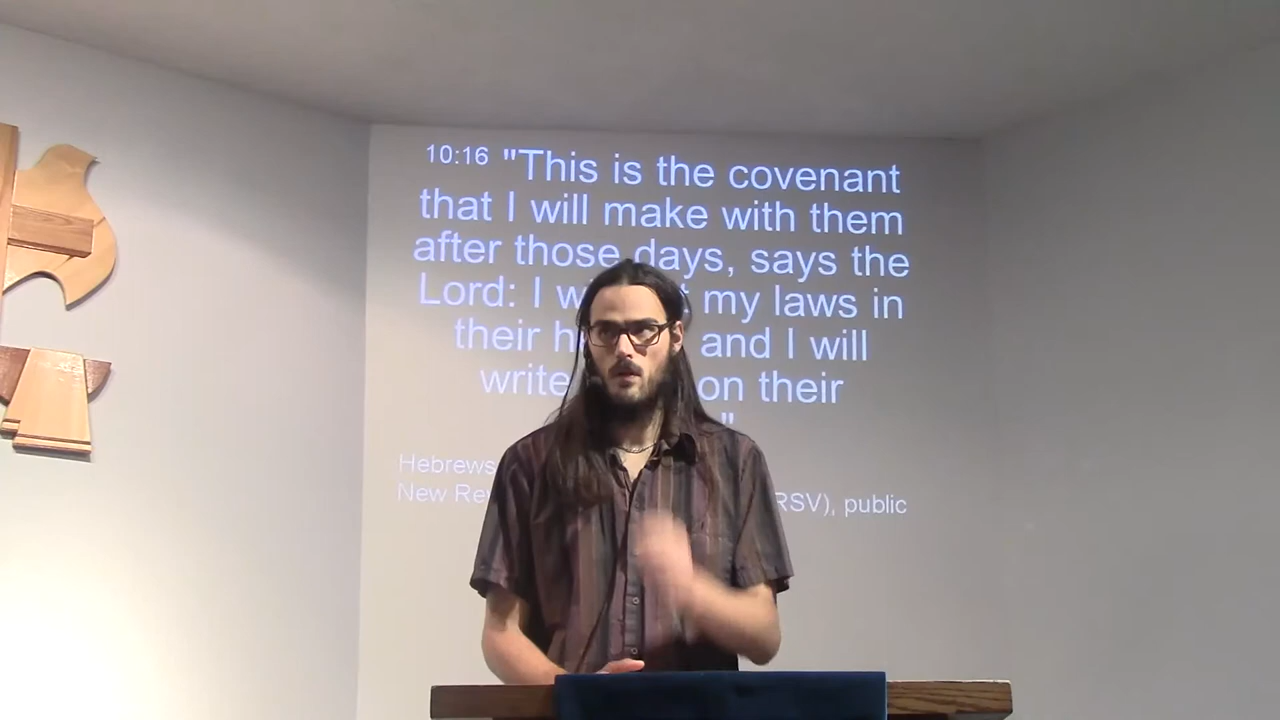 10:16 "This is the covenant
that I will make with them
after those days, says the
Lord: I my laws in
their and I will
write on their
"
Hebrews
New RSV), public